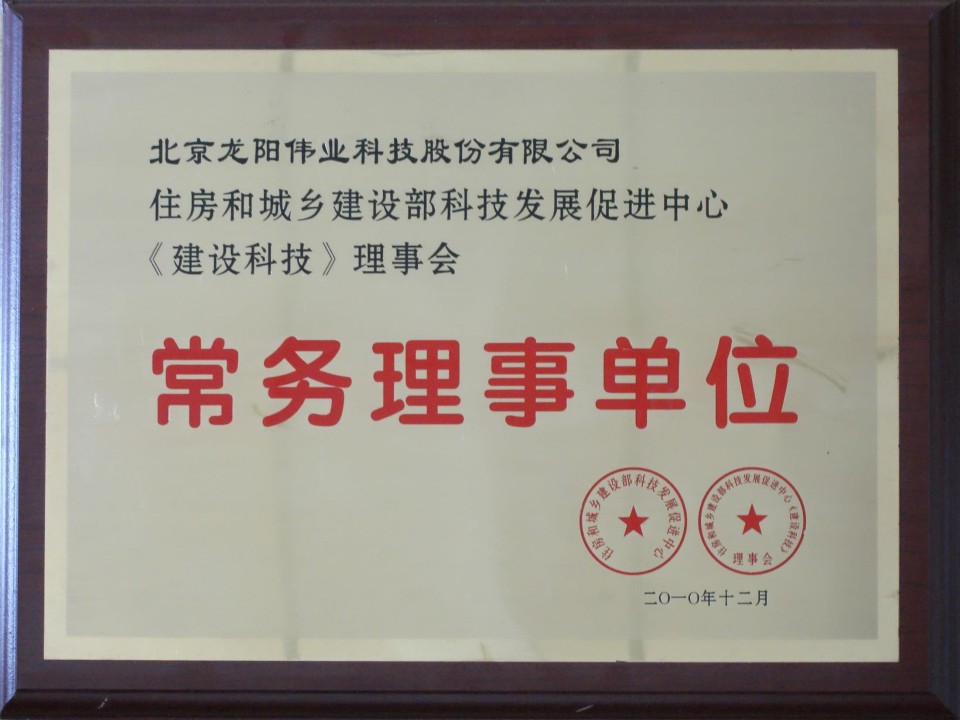 北京龙阳伟业科技股份有限公司
住房和城乡建设部科技发展促进中心
《建设科技》理事会
常务理事单位
住房和城乡建设部科技发展促进中心
住房和城乡建设部科技发展促进中心《建设科技》
理事会
二〇一〇年十二月